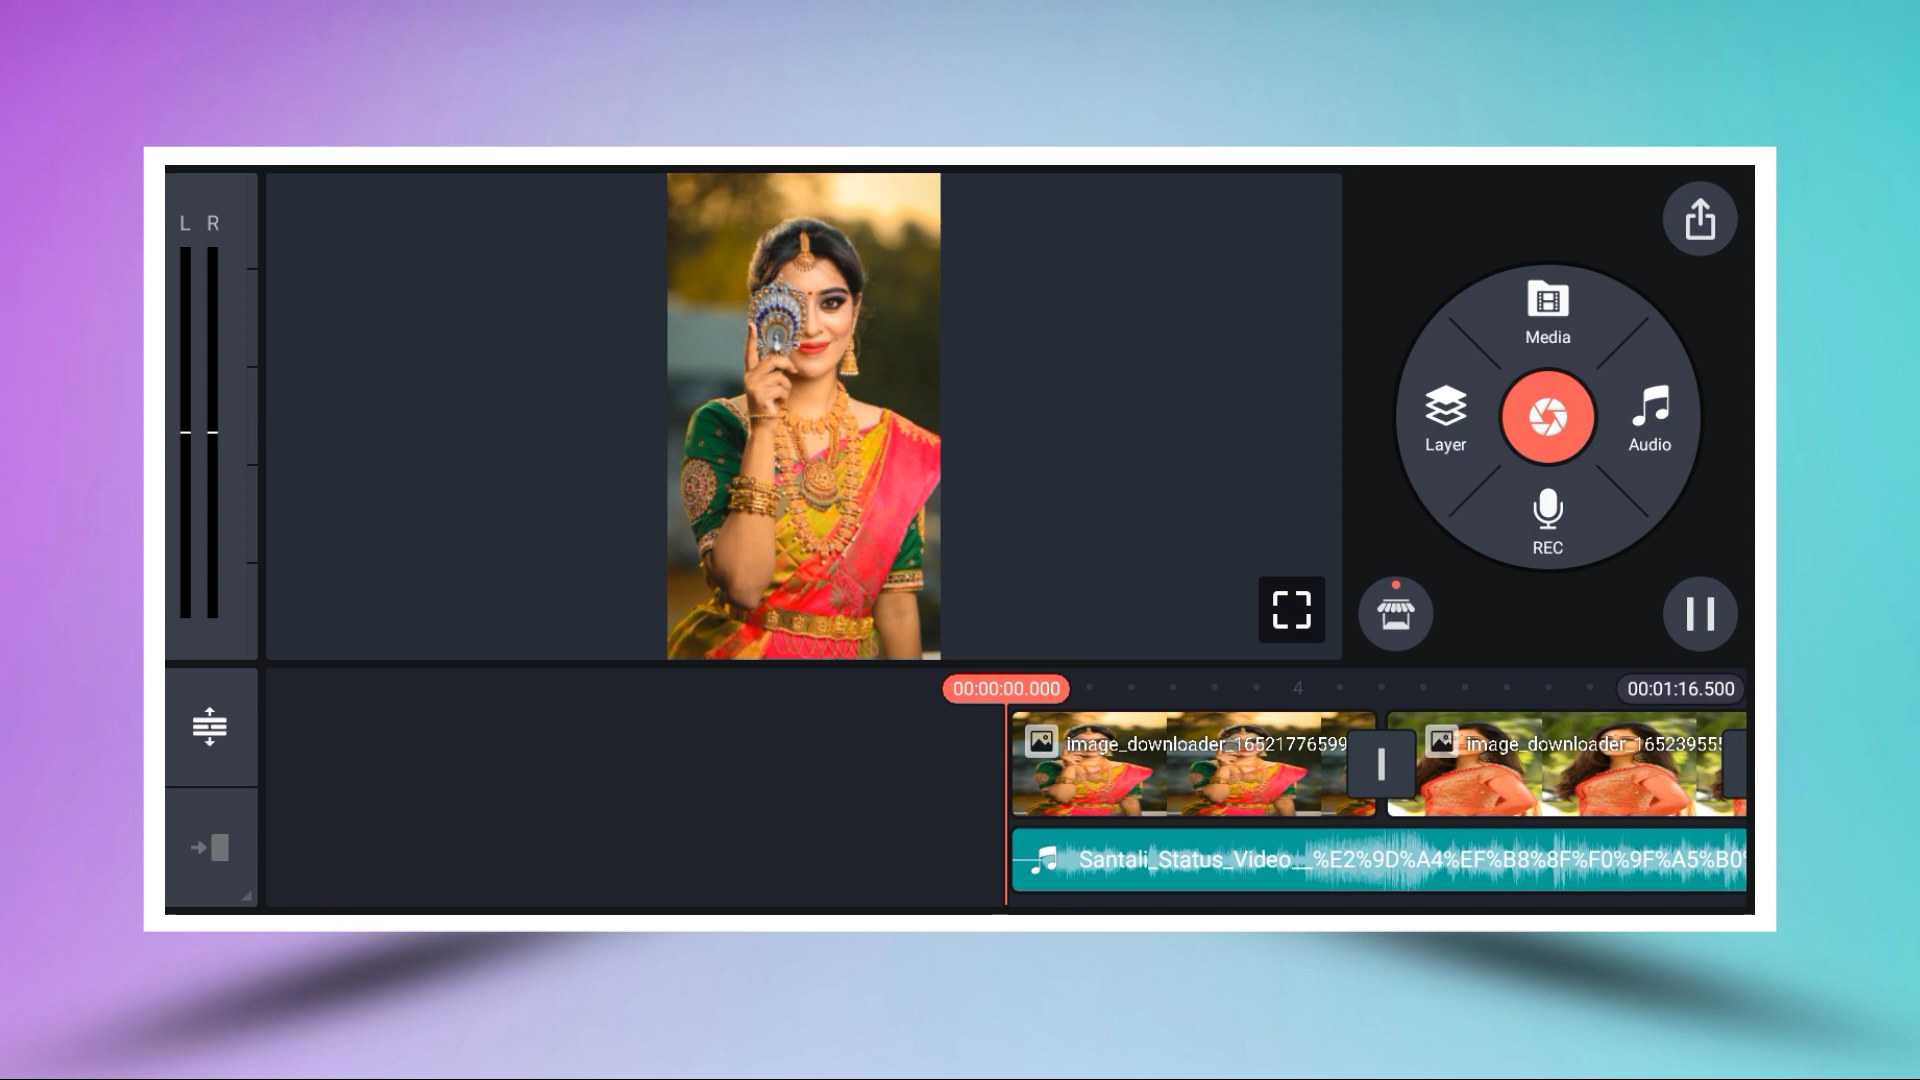 L R
Media
Layer
Audio
REC
00:00:00.000
4
00:01:16.500
image_downloader_16521776599
image_downloader_165239555
Santali_Status_Video__%E2%9D%A4%EF%B8%8F%F0%9F%A5%B0